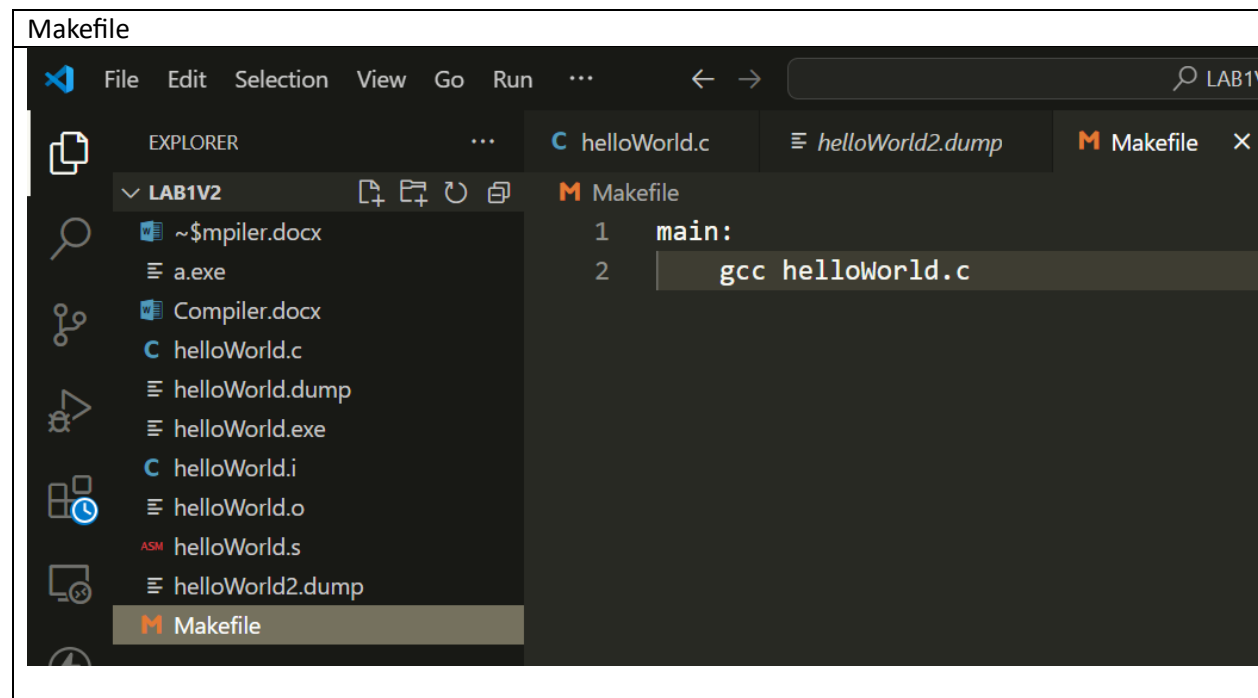 Makefile
File Edit Selection View Go Run ··· ← → LAB1V
EXPLORER ···
C helloWorld.c
helloWorld2.dump
M Makefile ×
LAB1V2
M Makefile
~$mpiler.docx
a.exe
Compiler.docx
C helloWorld.c
helloWorld.dump
helloWorld.exe
C helloWorld.i
helloWorld.o
ASM helloWorld.s
helloWorld2.dump
M Makefile
1 main:
2 gcc helloWorld.c